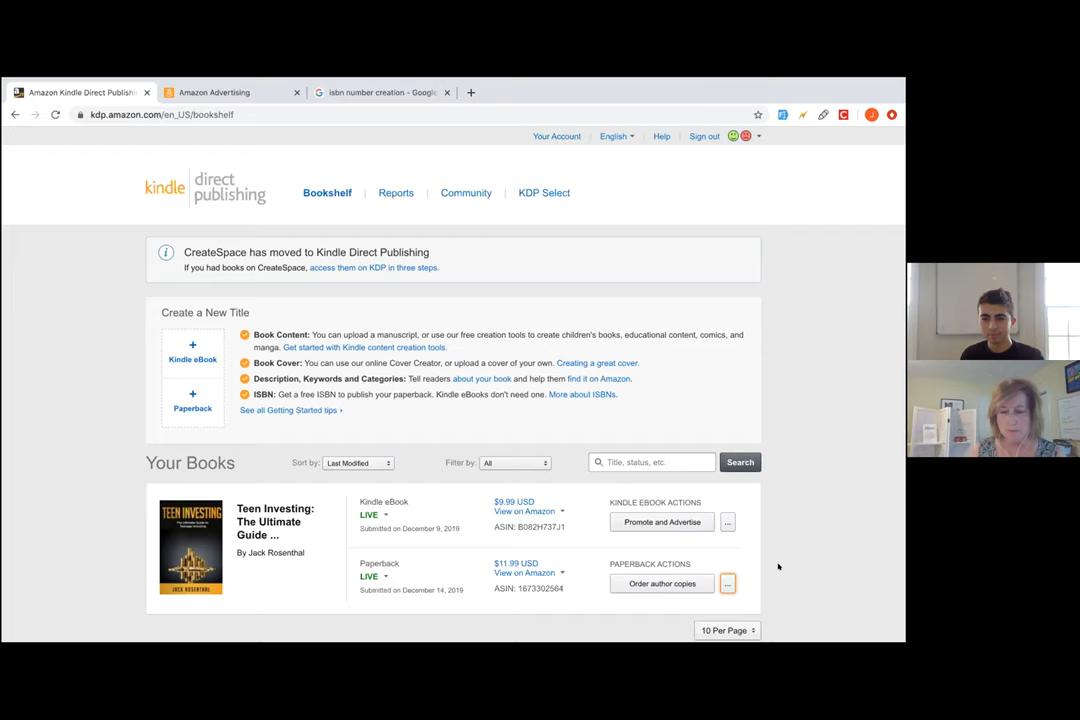 Amazon Kindle Direct Publishi
Amazon Advertising
isbn number creation - Google
kdp.amazon.com/en_US/bookshelf
Your Account
English
Help
Sign out
kindle direct publishing
Bookshelf
Reports
Community
KDP Select
CreateSpace has moved to Kindle Direct Publishing
If you had books on CreateSpace, access them on KDP in three steps.
Create a New Title
+
Kindle eBook
+
Paperback
Book Content: You can upload a manuscript, or use our free creation tools to create children's books, educational content, comics, and
manga. Get started with Kindle content creation tools.
Book Cover: You can use our online Cover Creator, or upload a cover of your own. Creating a great cover.
Description, Keywords and Categories: Tell readers about your book and help them find it on Amazon.
ISBN: Get a free ISBN to publish your paperback. Kindle eBooks don't need one. More about ISBNs.
See all Getting Started tips ›
Your Books
Sort by:
Last Modified
Filter by:
All
Title, status, etc.
Search
TEEN INVESTING
The Ultimate Guide to
Teenage Investing
JACK ROSENTHAL
Teen Investing:
The Ultimate
Guide ...
By Jack Rosenthal
Kindle eBook
LIVE
Submitted on December 9, 2019
$9.99 USD
View on Amazon
ASIN: B082H737J1
KINDLE EBOOK ACTIONS
Promote and Advertise
...
Paperback
LIVE
Submitted on December 14, 2019
$11.99 USD
View on Amazon
ASIN: 1673302564
PAPERBACK ACTIONS
Order author copies
...
10 Per Page